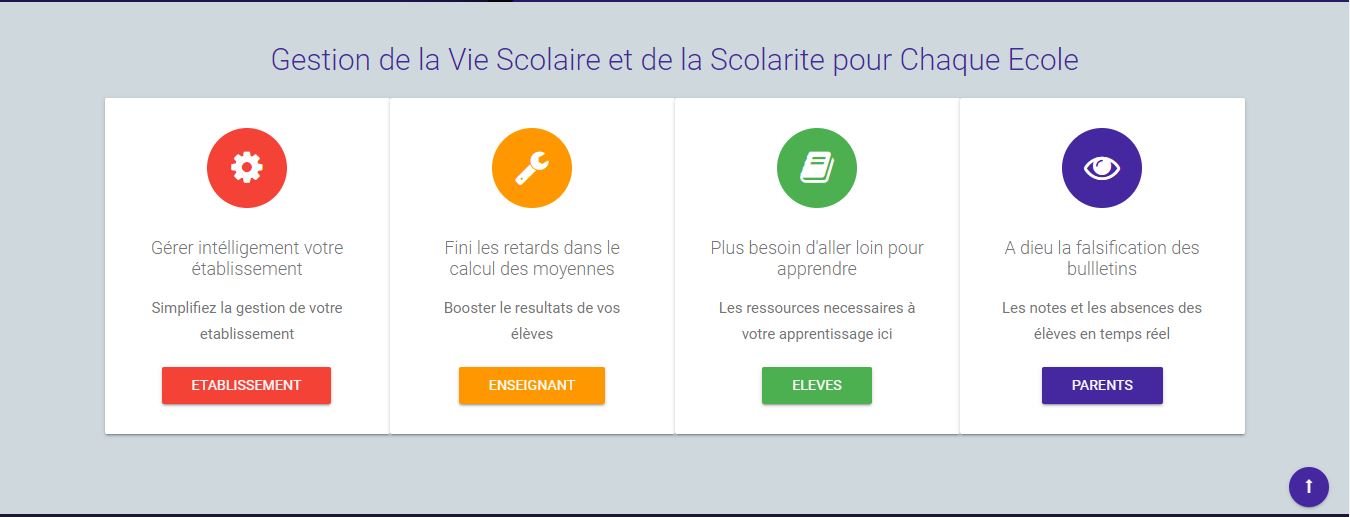 Gestion de la Vie Scolaire et de la Scolarite pour Chaque Ecole
Gérer intélligement votre
établissement
Simplifiez la gestion de votre
etablissement
ETABLISSEMENT
Fini les retards dans le
calcul des moyennes
Booster le resultats de vos
élèves
ENSEIGNANT
Plus besoin d'aller loin pour
apprendre
Les ressources necessaires à
votre apprentissage ici
ELEVES
A dieu la falsification des
bullletins
Les notes et les absences des
élèves en temps réel
PARENTS